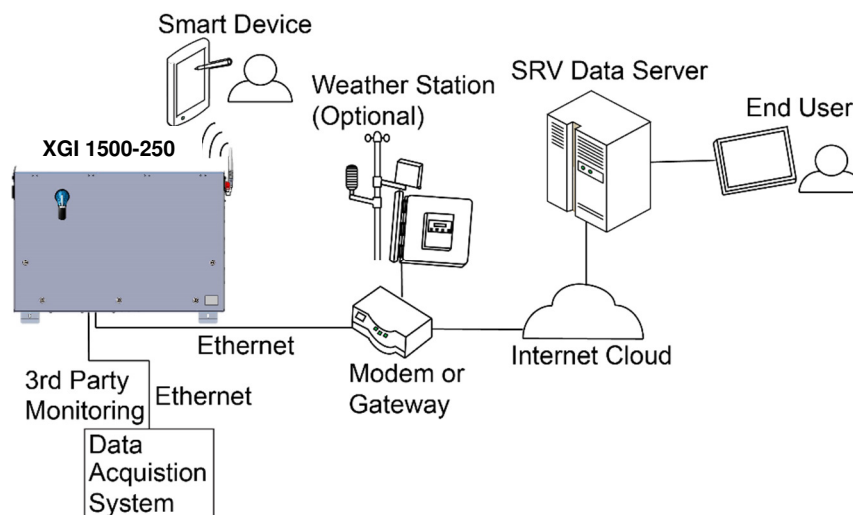 Smart Device
Weather Station
(Optional)
SRV Data Server
End User
XGI 1500-250
Ethernet
Modem or
Gateway
Internet Cloud
3rd Party
Monitoring
Ethernet
Data
Acquistion
System